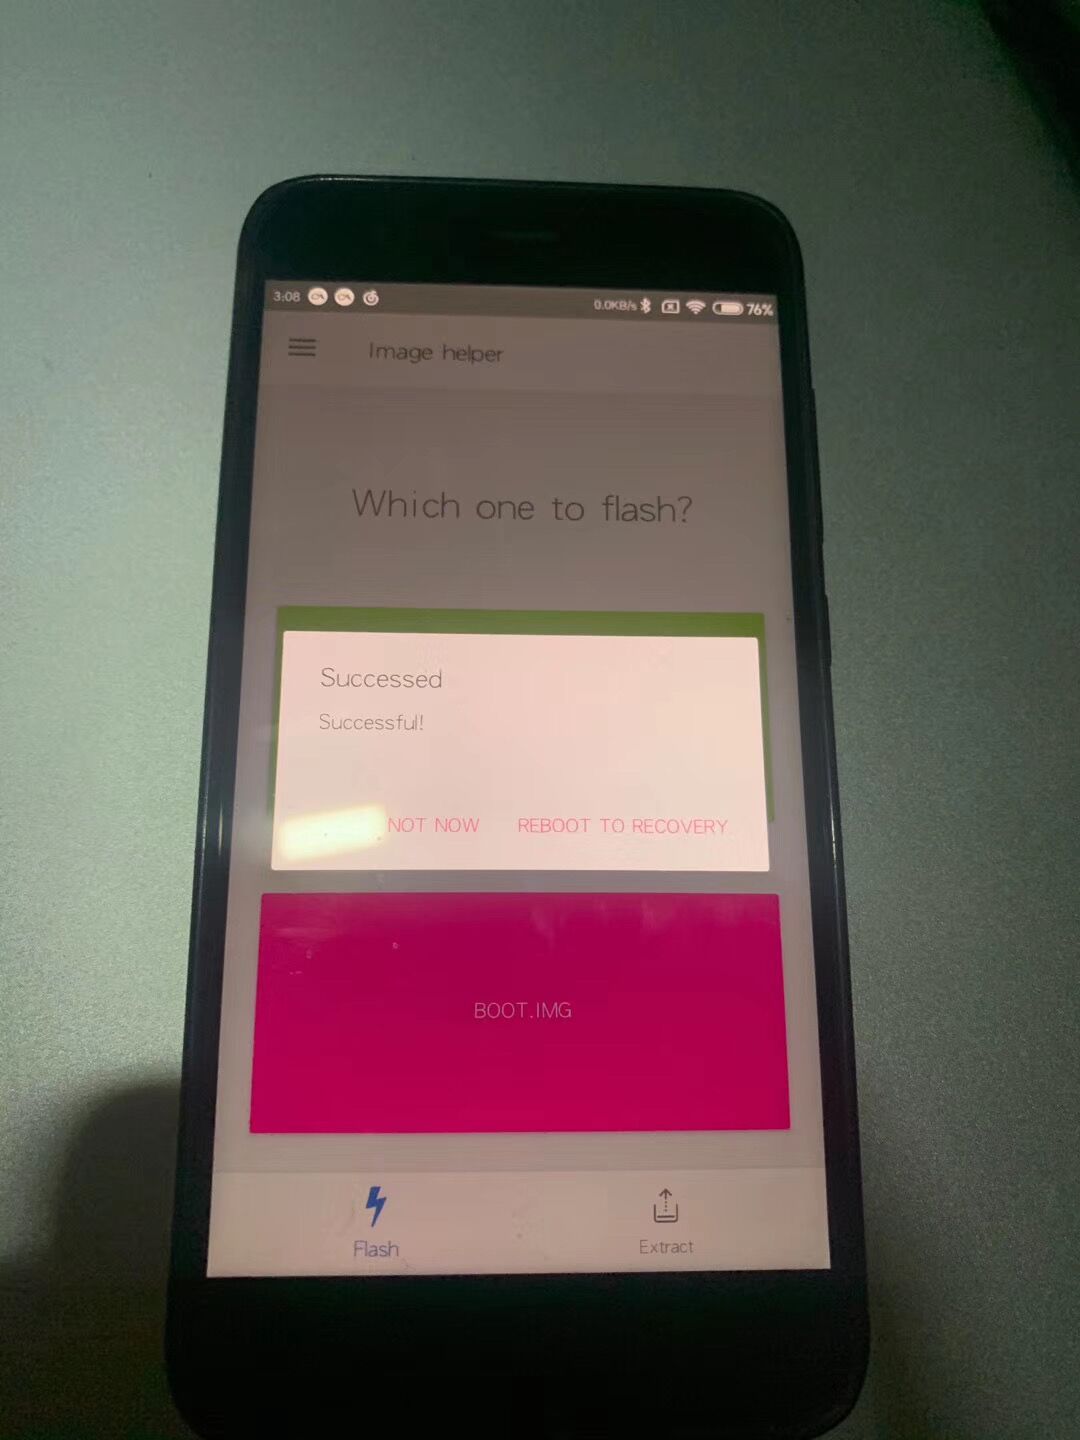 3:08 0.0KB/s 76%
Image helper
Which one to flash?
Successed
Successful!
NOT NOW REBOOT TO RECOVERY
BOOT.IMG
Flash Extract